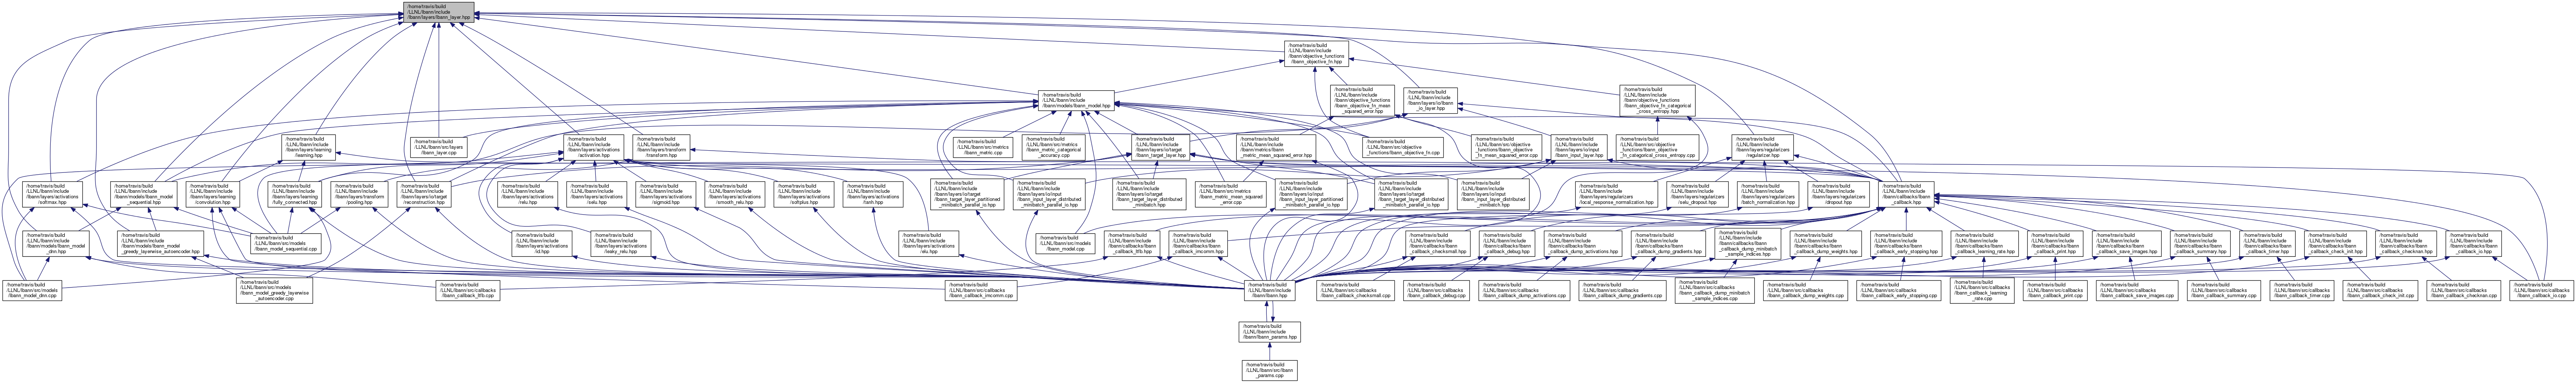 /home/travis/build
/LLNL/lbann/include
/lbann/layers/lbann_layer.hpp
/home/travis/build
/LLNL/lbann/include
/lbann/objective_functions
/lbann_objective_fn.hpp
/home/travis/build
/LLNL/lbann/include
/lbann/models/lbann_model.hpp
/home/travis/build
/LLNL/lbann/include
/lbann/objective_functions
/lbann_objective_fn_mean
_squared_error.hpp
/home/travis/build
/LLNL/lbann/include
/lbann/layers/io/lbann
_io_layer.hpp
/home/travis/build
/LLNL/lbann/include
/lbann/objective_functions
/lbann_objective_fn_categorical
_cross_entropy.hpp
/home/travis/build
/LLNL/lbann/include
/lbann/layers/learning
/learning.hpp
/home/travis/build
/LLNL/lbann/src/layers
/lbann_layer.cpp
/home/travis/build
/LLNL/lbann/include
/lbann/layers/activations
/activation.hpp
/home/travis/build
/LLNL/lbann/include
/lbann/layers/transform
/transform.hpp
/home/travis/build
/LLNL/lbann/src/metrics
/lbann_metric.cpp
/home/travis/build
/LLNL/lbann/src/metrics
/lbann_metric_categorical
_accuracy.cpp
/home/travis/build
/LLNL/lbann/include
/lbann/layers/io/target
/lbann_target_layer.hpp
/home/travis/build
/LLNL/lbann/include
/lbann/metrics/lbann
_metric_mean_squared_error.hpp
/home/travis/build
/LLNL/lbann/src/objective
_functions/lbann_objective_fn.cpp
/home/travis/build
/LLNL/lbann/src/objective
_functions/lbann_objective
_fn_mean_squared_error.cpp
/home/travis/build
/LLNL/lbann/include
/lbann/layers/io/input
/lbann_input_layer.hpp
/home/travis/build
/LLNL/lbann/src/objective
_functions/lbann_objective
_fn_categorical_cross_entropy.cpp
/home/travis/build
/LLNL/lbann/include
/lbann/layers/regularizers
/regularizer.hpp
/home/travis/build
/LLNL/lbann/include
/lbann/layers/activations
/softmax.hpp
/home/travis/build
/LLNL/lbann/include
/lbann/models/lbann_model
_sequential.hpp
/home/travis/build
/LLNL/lbann/include
/lbann/layers/learning
/convolution.hpp
/home/travis/build
/LLNL/lbann/include
/lbann/layers/learning
/fully_connected.hpp
/home/travis/build
/LLNL/lbann/include
/lbann/layers/transform
/pooling.hpp
/home/travis/build
/LLNL/lbann/include
/lbann/layers/io/target
/reconstruction.hpp
/home/travis/build
/LLNL/lbann/include
/lbann/layers/activations
/relu.hpp
/home/travis/build
/LLNL/lbann/include
/lbann/layers/activations
/selu.hpp
/home/travis/build
/LLNL/lbann/include
/lbann/layers/activations
/sigmoid.hpp
/home/travis/build
/LLNL/lbann/include
/lbann/layers/activations
/smooth_relu.hpp
/home/travis/build
/LLNL/lbann/include
/lbann/layers/activations
/softplus.hpp
/home/travis/build
/LLNL/lbann/include
/lbann/layers/activations
/tanh.hpp
/home/travis/build
/LLNL/lbann/include
/lbann/layers/io/target
/lbann_target_layer_partitioned
_minibatch_parallel_io.hpp
/home/travis/build
/LLNL/lbann/include
/lbann/layers/io/input
/lbann_input_layer_distributed
_minibatch_parallel_io.hpp
/home/travis/build
/LLNL/lbann/include
/lbann/layers/io/target
/lbann_target_layer_distributed
_minibatch.hpp
/home/travis/build
/LLNL/lbann/src/metrics
/lbann_metric_mean_squared
_error.cpp
/home/travis/build
/LLNL/lbann/include
/lbann/layers/io/input
/lbann_input_layer_partitioned
_minibatch_parallel_io.hpp
/home/travis/build
/LLNL/lbann/include
/lbann/layers/io/target
/lbann_target_layer_distributed
_minibatch_parallel_io.hpp
/home/travis/build
/LLNL/lbann/include
/lbann/layers/io/input
/lbann_input_layer_distributed
_minibatch.hpp
/home/travis/build
/LLNL/lbann/include
/lbann/layers/regularizers
/local_response_normalization.hpp
/home/travis/build
/LLNL/lbann/include
/lbann/layers/regularizers
/selu_dropout.hpp
/home/travis/build
/LLNL/lbann/include
/lbann/layers/regularizers
/batch_normalization.hpp
/home/travis/build
/LLNL/lbann/include
/lbann/layers/regularizers
/dropout.hpp
/home/travis/build
/LLNL/lbann/include
/lbann/callbacks/lbann
_callback.hpp
/home/travis/build
/LLNL/lbann/include
/lbann/models/lbann_model
_dnn.hpp
/home/travis/build
/LLNL/lbann/include
/lbann/models/lbann_model
_greedy_layerwise_autoencoder.hpp
/home/travis/build
/LLNL/lbann/src/models
/lbann_model_sequential.cpp
/home/travis/build
/LLNL/lbann/include
/lbann/layers/activations
/id.hpp
/home/travis/build
/LLNL/lbann/include
/lbann/layers/activations
/leaky_relu.hpp
/home/travis/build
/LLNL/lbann/include
/lbann/layers/activations
/elu.hpp
/home/travis/build
/LLNL/lbann/src/models
/lbann_model.cpp
/home/travis/build
/LLNL/lbann/include
/lbann/callbacks/lbann
_callback_ltfb.hpp
/home/travis/build
/LLNL/lbann/include
/lbann/callbacks/lbann
_callback_imcomm.hpp
/home/travis/build
/LLNL/lbann/include
/lbann/callbacks/lbann
_callback_checksmall.hpp
/home/travis/build
/LLNL/lbann/include
/lbann/callbacks/lbann
_callback_debug.hpp
/home/travis/build
/LLNL/lbann/include
/lbann/callbacks/lbann
_callback_dump_activations.hpp
/home/travis/build
/LLNL/lbann/include
/lbann/callbacks/lbann
_callback_dump_gradients.hpp
/home/travis/build
/LLNL/lbann/include
/lbann/callbacks/lbann
_callback_dump_minibatch
_sample_indices.hpp
/home/travis/build
/LLNL/lbann/include
/lbann/callbacks/lbann
_callback_dump_weights.hpp
/home/travis/build
/LLNL/lbann/include
/lbann/callbacks/lbann
_callback_early_stopping.hpp
/home/travis/build
/LLNL/lbann/include
/lbann/callbacks/lbann
_callback_learning_rate.hpp
/home/travis/build
/LLNL/lbann/include
/lbann/callbacks/lbann
_callback_print.hpp
/home/travis/build
/LLNL/lbann/include
/lbann/callbacks/lbann
_callback_save_images.hpp
/home/travis/build
/LLNL/lbann/include
/lbann/callbacks/lbann
_callback_summary.hpp
/home/travis/build
/LLNL/lbann/include
/lbann/callbacks/lbann
_callback_timer.hpp
/home/travis/build
/LLNL/lbann/include
/lbann/callbacks/lbann
_callback_check_init.hpp
/home/travis/build
/LLNL/lbann/include
/lbann/callbacks/lbann
_callback_checknan.hpp
/home/travis/build
/LLNL/lbann/include
/lbann/callbacks/lbann
_callback_io.hpp
/home/travis/build
/LLNL/lbann/src/models
/lbann_model_dnn.cpp
/home/travis/build
/LLNL/lbann/src/models
/lbann_model_greedy_layerwise
_autoencoder.cpp
/home/travis/build
/LLNL/lbann/src/callbacks
/lbann_callback_ltfb.cpp
/home/travis/build
/LLNL/lbann/src/callbacks
/lbann_callback_imcomm.cpp
/home/travis/build
/LLNL/lbann/include
/lbann/lbann.hpp
/home/travis/build
/LLNL/lbann/src/callbacks
/lbann_callback_checksmall.cpp
/home/travis/build
/LLNL/lbann/src/callbacks
/lbann_callback_debug.cpp
/home/travis/build
/LLNL/lbann/src/callbacks
/lbann_callback_dump_activations.cpp
/home/travis/build
/LLNL/lbann/src/callbacks
/lbann_callback_dump_gradients.cpp
/home/travis/build
/LLNL/lbann/src/callbacks
/lbann_callback_dump_minibatch
_sample_indices.cpp
/home/travis/build
/LLNL/lbann/src/callbacks
/lbann_callback_dump_weights.cpp
/home/travis/build
/LLNL/lbann/src/callbacks
/lbann_callback_early_stopping.cpp
/home/travis/build
/LLNL/lbann/src/callbacks
/lbann_callback_learning
_rate.cpp
/home/travis/build
/LLNL/lbann/src/callbacks
/lbann_callback_print.cpp
/home/travis/build
/LLNL/lbann/src/callbacks
/lbann_callback_save_images.cpp
/home/travis/build
/LLNL/lbann/src/callbacks
/lbann_callback_summary.cpp
/home/travis/build
/LLNL/lbann/src/callbacks
/lbann_callback_timer.cpp
/home/travis/build
/LLNL/lbann/src/callbacks
/lbann_callback_check_init.cpp
/home/travis/build
/LLNL/lbann/src/callbacks
/lbann_callback_checknan.cpp
/home/travis/build
/LLNL/lbann/src/callbacks
/lbann_callback_io.cpp
/home/travis/build
/LLNL/lbann/include
/lbann/lbann_params.hpp
/home/travis/build
/LLNL/lbann/src/lbann
_params.cpp